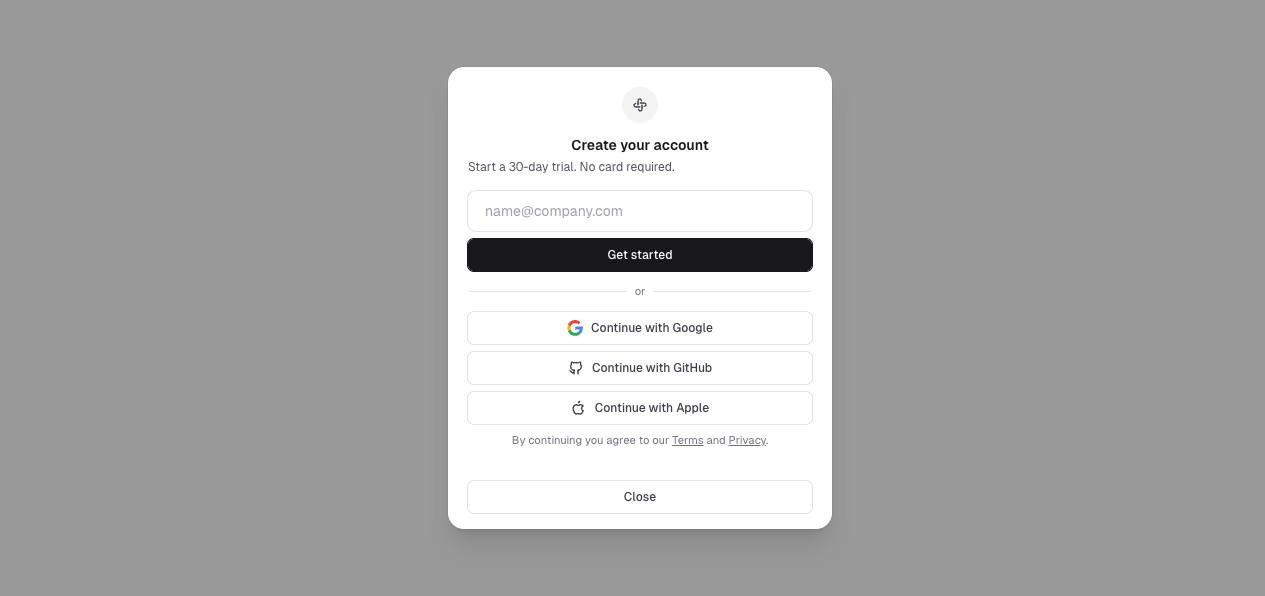 Create your account
Start a 30-day trial. No card required.
name@company.com
Get started
or
Continue with Google
Continue with GitHub
Continue with Apple
By continuing you agree to our Terms and Privacy.
Close